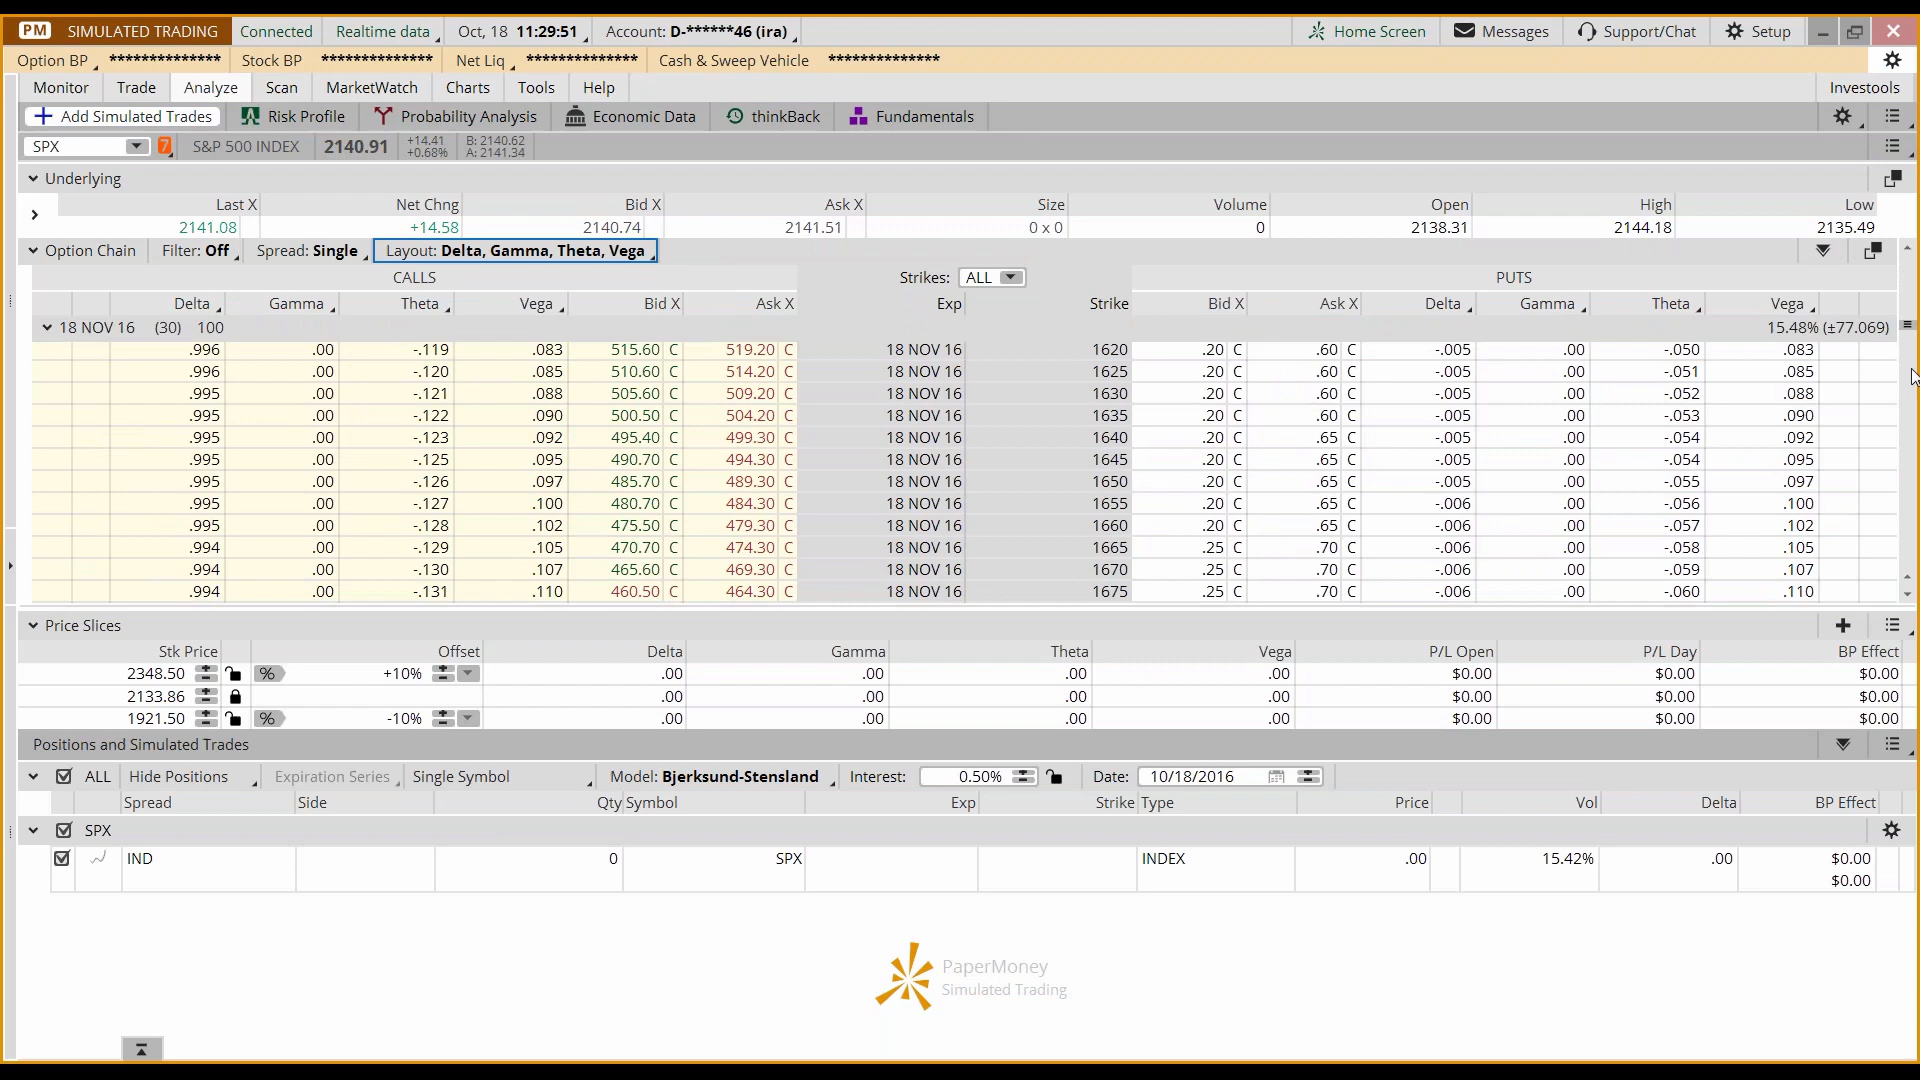 PM SIMULATED TRADING Connected Realtime data Oct, 18 11:29:51 Account: D-******46 (ira) Home Screen Messages Support/Chat Setup
Option BP ************** Stock BP ************** Net Liq ************** Cash & Sweep Vehicle **************
Monitor Trade Analyze Scan MarketWatch Charts Tools Help Investools
Add Simulated Trades Risk Profile Probability Analysis Economic Data thinkBack Fundamentals
SPX 7 S&P 500 INDEX 2140.91 +14.41 B: 2140.62
+0.68% A: 2141.34
Underlying
Last X Net Chng Bid X Ask X Size Volume Open High Low
2141.08 +14.58 2140.74 2141.51 0 x 0 0 2138.31 2144.18 2135.49
Option Chain Filter: Off Spread: Single Layout: Delta, Gamma, Theta, Vega
CALLS Strikes: ALL PUTS
Delta Gamma Theta Vega Bid X Ask X Exp Strike Bid X Ask X Delta Gamma Theta Vega
18 NOV 16 (30) 100 15.48% (±77.069)
.996 .00 -.119 .083 515.60 C 519.20 C 18 NOV 16 1620 .20 C .60 C -.005 .00 -.050 .083
.996 .00 -.120 .085 510.60 C 514.20 C 18 NOV 16 1625 .20 C .60 C -.005 .00 -.051 .085
.995 .00 -.121 .088 505.60 C 509.20 C 18 NOV 16 1630 .20 C .60 C -.005 .00 -.052 .088
.995 .00 -.122 .090 500.50 C 504.20 C 18 NOV 16 1635 .20 C .60 C -.005 .00 -.053 .090
.995 .00 -.123 .092 495.40 C 499.30 C 18 NOV 16 1640 .20 C .65 C -.005 .00 -.054 .092
.995 .00 -.125 .095 490.70 C 494.30 C 18 NOV 16 1645 .20 C .65 C -.005 .00 -.054 .095
.995 .00 -.126 .097 485.70 C 489.30 C 18 NOV 16 1650 .20 C .65 C -.005 .00 -.055 .097
.995 .00 -.127 .100 480.70 C 484.30 C 18 NOV 16 1655 .20 C .65 C -.006 .00 -.056 .100
.995 .00 -.128 .102 475.50 C 479.30 C 18 NOV 16 1660 .20 C .65 C -.006 .00 -.057 .102
.994 .00 -.129 .105 470.70 C 474.30 C 18 NOV 16 1665 .25 C .70 C -.006 .00 -.058 .105
.994 .00 -.130 .107 465.60 C 469.30 C 18 NOV 16 1670 .25 C .70 C -.006 .00 -.059 .107
.994 .00 -.131 .110 460.50 C 464.30 C 18 NOV 16 1675 .25 C .70 C -.006 .00 -.060 .110
Price Slices
Stk Price Offset Delta Gamma Theta Vega P/L Open P/L Day BP Effect
2348.50 % +10% .00 .00 .00 .00 $0.00 $0.00 $0.00
2133.86 .00 .00 .00 .00 $0.00 $0.00 $0.00
1921.50 % -10% .00 .00 .00 .00 $0.00 $0.00 $0.00
Positions and Simulated Trades
ALL Hide Positions Expiration Series Single Symbol Model: Bjerksund-Stensland Interest: 0.50% Date: 10/18/2016
Spread Side Qty Symbol Exp Strike Type Price Vol Delta BP Effect
SPX
IND 0 SPX INDEX .00 15.42% .00 $0.00
$0.00
PaperMoney
Simulated Trading